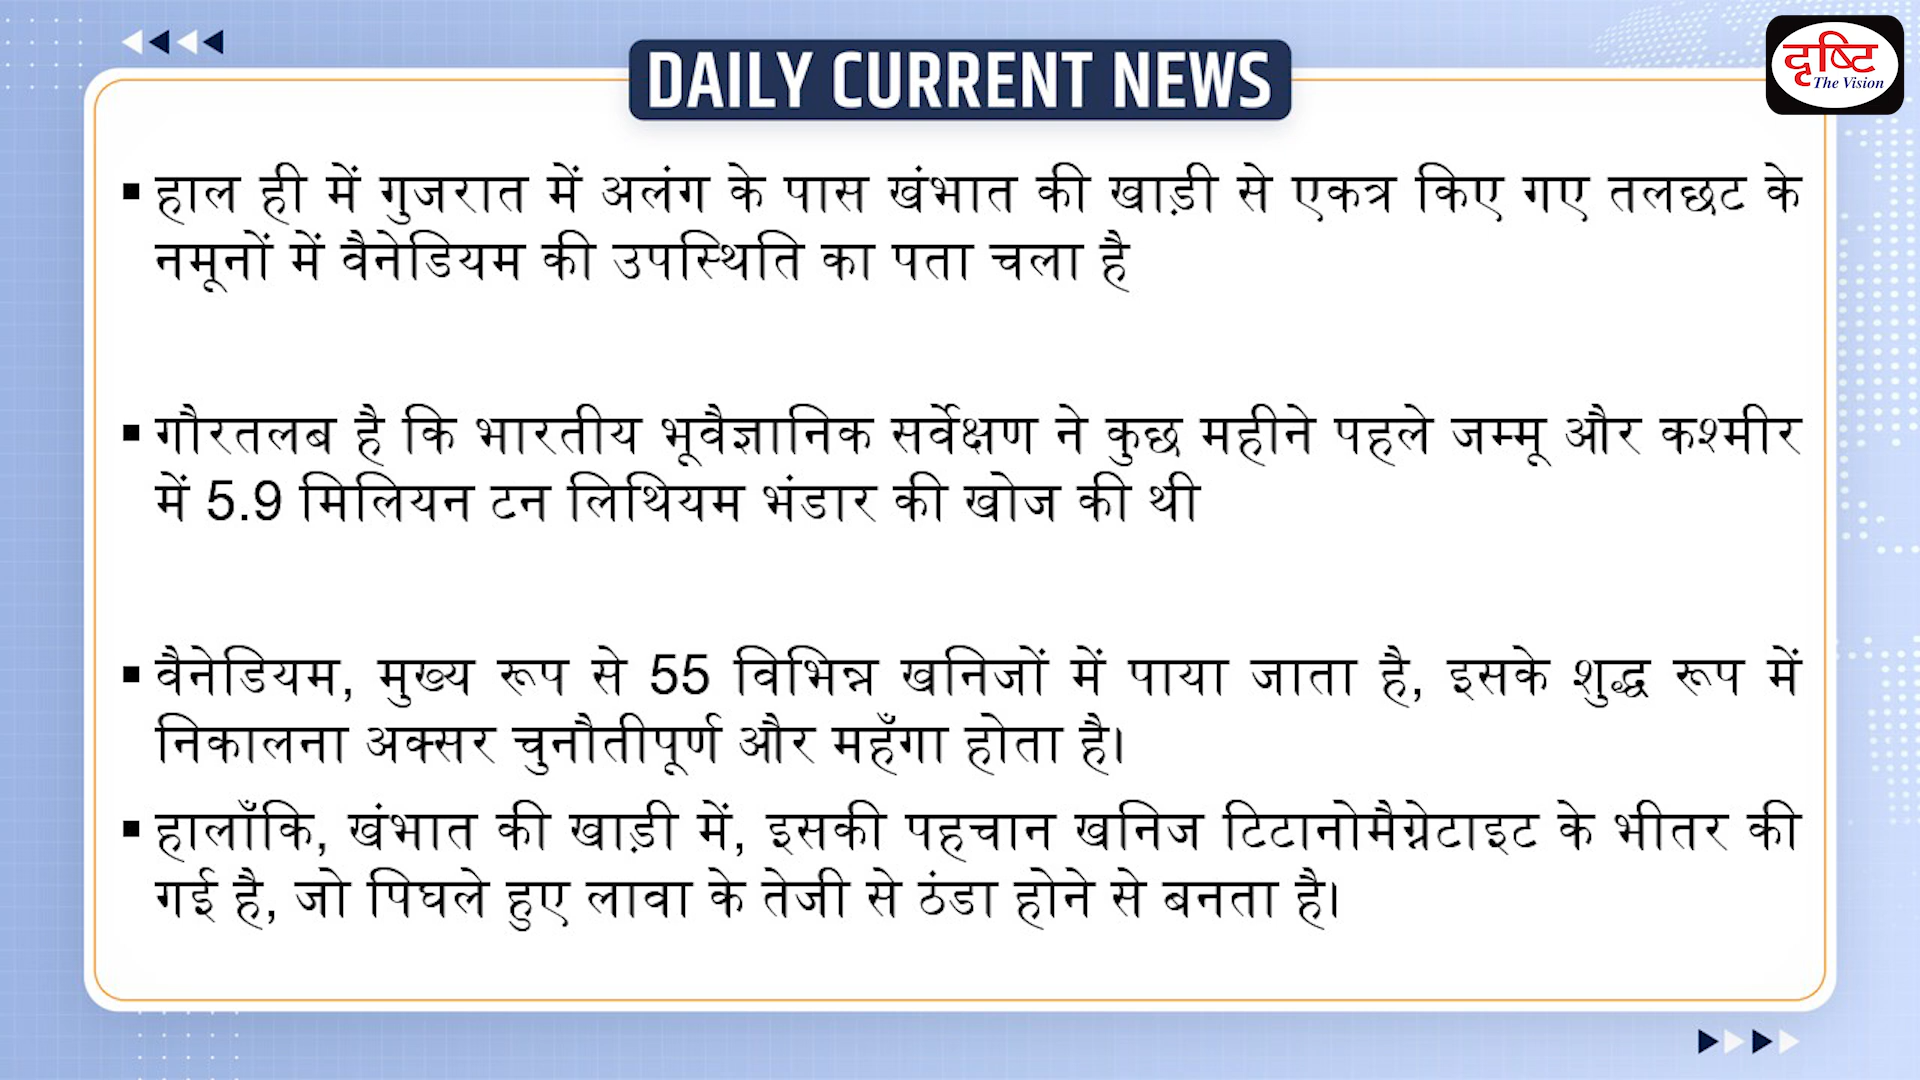 DAILY CURRENT NEWS
दृष्टि
The Vision
▪ हाल ही में गुजरात में अलंग के पास खंभात की खाड़ी से एकत्र किए गए तलछट के
नमूनों में वैनेडियम की उपस्थिति का पता चला है
▪ गौरतलब है कि भारतीय भूवैज्ञानिक सर्वेक्षण ने कुछ महीने पहले जम्मू और कश्मीर
में 5.9 मिलियन टन लिथियम भंडार की खोज की थी
▪ वैनेडियम, मुख्य रूप से 55 विभिन्न खनिजों में पाया जाता है, इसके शुद्ध रूप में
निकालना अक्सर चुनौतीपूर्ण और महँगा होता है।
▪ हालाँकि, खंभात की खाड़ी में, इसकी पहचान खनिज टिटानोमैग्नेटाइट के भीतर की
गई है, जो पिघले हुए लावा के तेजी से ठंडा होने से बनता है।